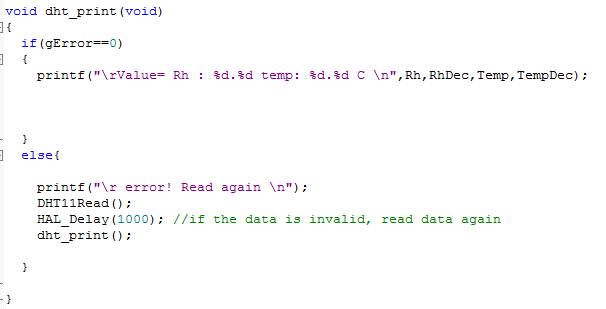 void dht_print(void)
{
if(gError==0)
{
printf("\rValue= Rh : %d.%d temp: %d.%d C \n",Rh,RhDec,Temp,TempDec);
}
else{
printf("\r error! Read again \n");
DHT11Read();
HAL_Delay(1000); //if the data is invalid, read data again
dht_print();
}
}